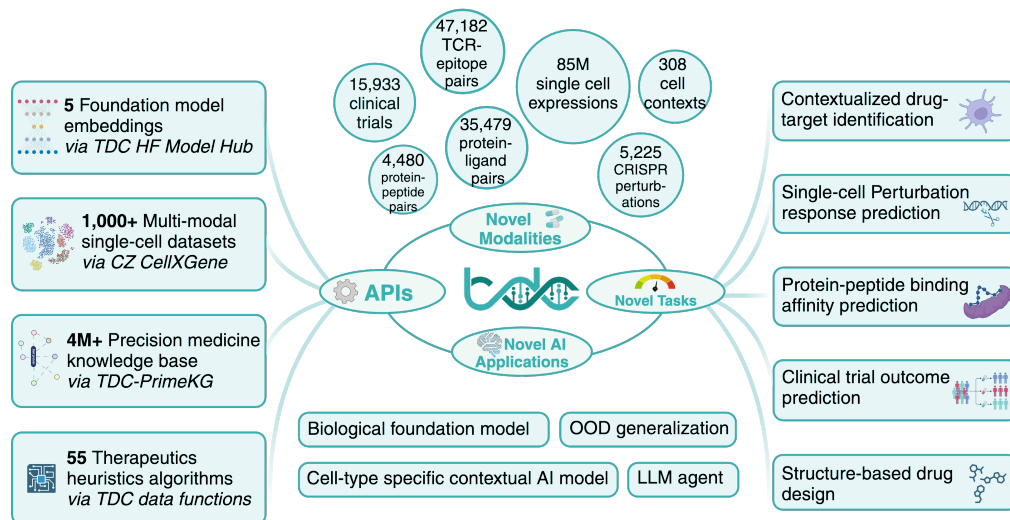 5 Foundation model
embeddings
via TDC HF Model Hub
1,000+ Multi-modal
single-cell datasets
via CZ CellXGene
4M+ Precision medicine
knowledge base
via TDC-PrimeKG
55 Therapeutics
heuristics algorithms
via TDC data functions
15,933
clinical
trials
47,182
TCR-
epitope
pairs
85M
single cell
expressions
308
cell
contexts
4,480
protein-
peptide
pairs
35,479
protein-
ligand
pairs
5,225
CRISPR
perturb-
ations
Novel
Modalities
APIs
tdc
Novel Tasks
Novel AI
Applications
Biological foundation model
OOD generalization
Cell-type specific contextual AI model
LLM agent
Contextualized drug-
target identification
Single-cell Perturbation
response prediction
Protein-peptide binding
affinity prediction
Clinical trial outcome
prediction
Structure-based drug
design